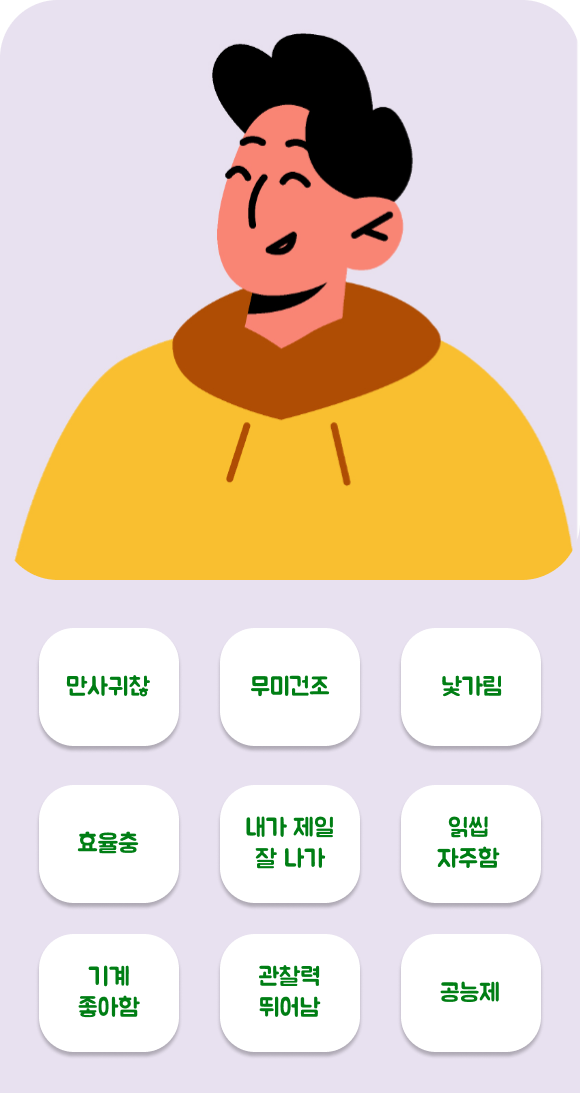 만사귀찮
무미건조
낯가림
효율충
내가 제일
잘 나가
읽씹
자주함
기계
좋아함
관찰력
뛰어남
공능제